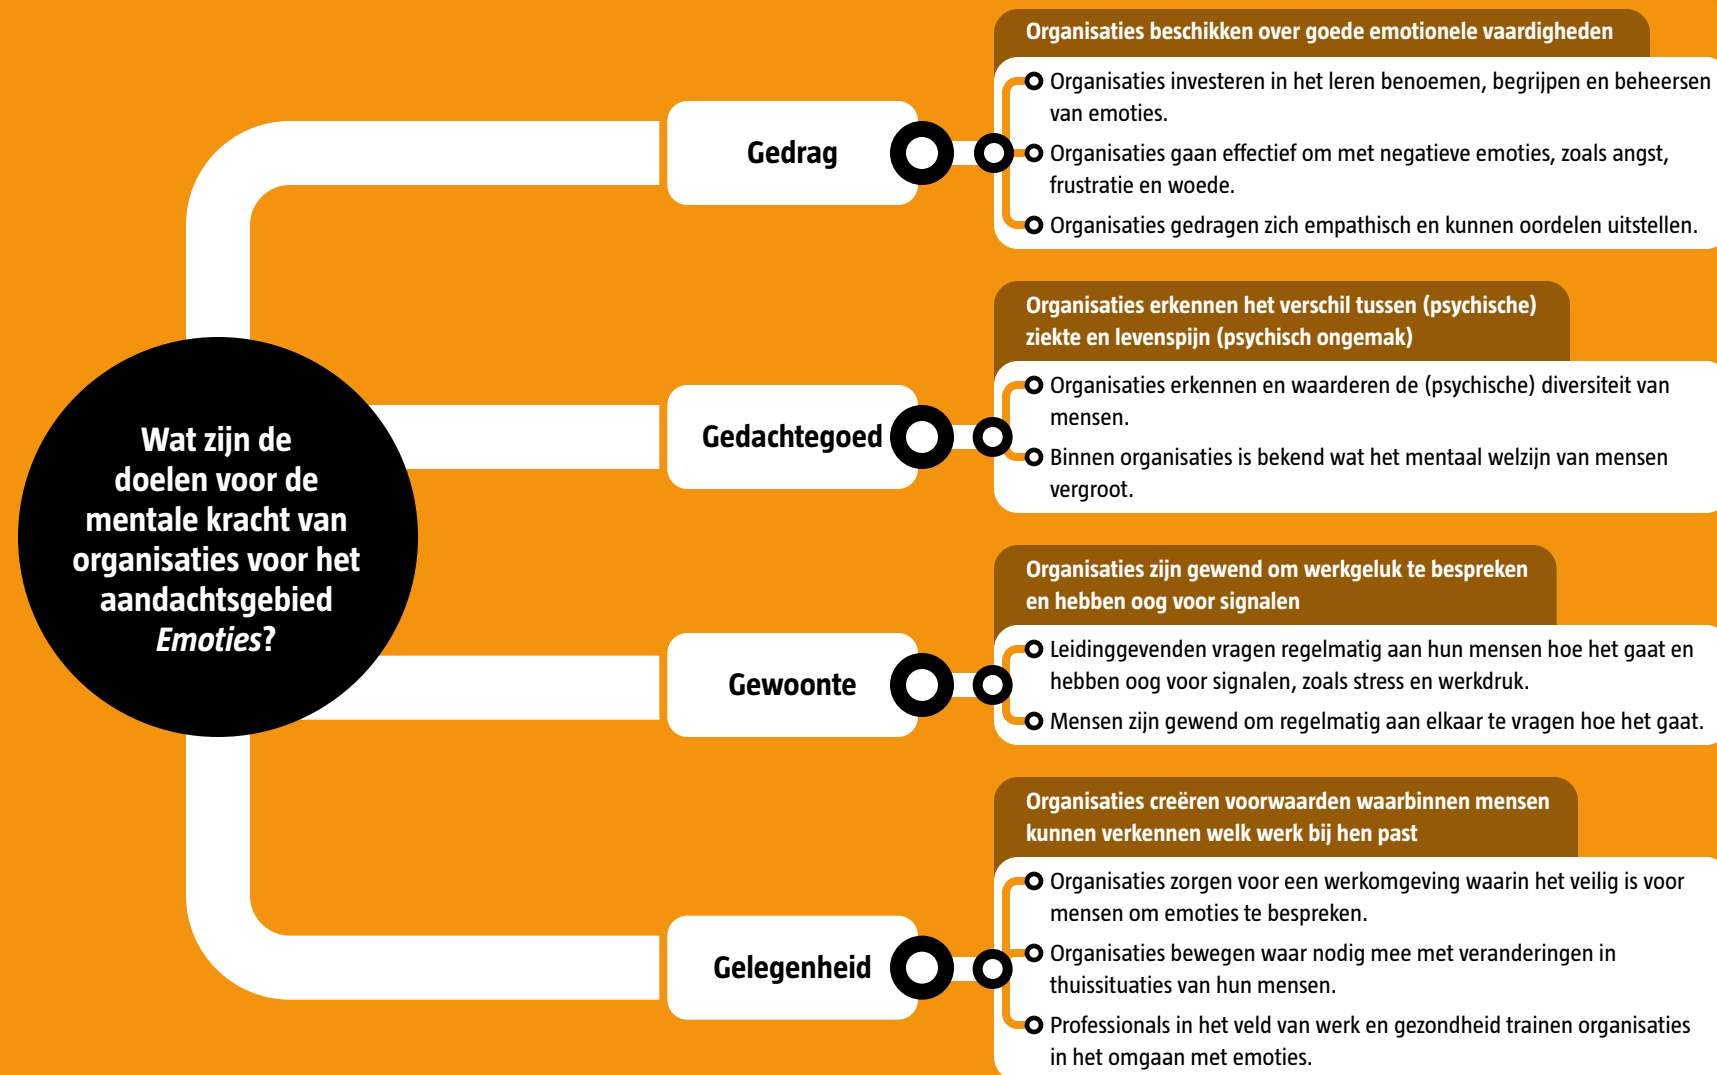 Wat zijn de
doelen voor de
mentale kracht van
organisaties voor het
aandachtsgebied
Emoties?
Gedrag
Organisaties beschikken over goede emotionele vaardigheden
Organisaties investeren in het leren benoemen, begrijpen en beheersen
van emoties.
Organisaties gaan effectief om met negatieve emoties, zoals angst,
frustratie en woede.
Organisaties gedragen zich empathisch en kunnen oordelen uitstellen.
Gedachtegoed
Organisaties erkennen het verschil tussen (psychische)
ziekte en levenspijn (psychisch ongemak)
Organisaties erkennen en waarderen de (psychische) diversiteit van
mensen.
Binnen organisaties is bekend wat het mentaal welzijn van mensen
vergroot.
Gewoonte
Organisaties zijn gewend om werkgeluk te bespreken
en hebben oog voor signalen
Leidinggevenden vragen regelmatig aan hun mensen hoe het gaat en
hebben oog voor signalen, zoals stress en werkdruk.
Mensen zijn gewend om regelmatig aan elkaar te vragen hoe het gaat.
Gelegenheid
Organisaties creëren voorwaarden waarbinnen mensen
kunnen verkennen welk werk bij hen past
Organisaties zorgen voor een werkomgeving waarin het veilig is voor
mensen om emoties te bespreken.
Organisaties bewegen waar nodig mee met veranderingen in
thuissituaties van hun mensen.
Professionals in het veld van werk en gezondheid trainen organisaties
in het omgaan met emoties.